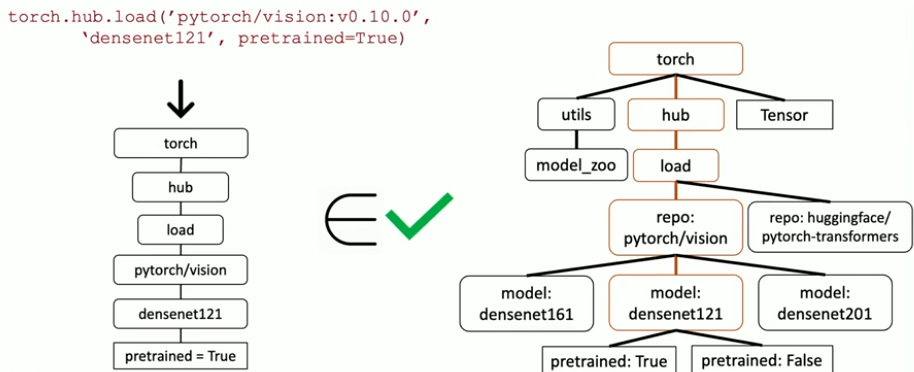 torch.hub.load(’pytorch/vision:v0.10.0’,
‘densenet121’, pretrained=True)
torch
hub
load
pytorch/vision
densenet121
pretrained = True
∈
torch
utils
hub
Tensor
model_zoo
load
repo:
pytorch/vision
repo: huggingface/
pytorch-transformers
model:
densenet161
model:
densenet121
model:
densenet201
pretrained: True
pretrained: False